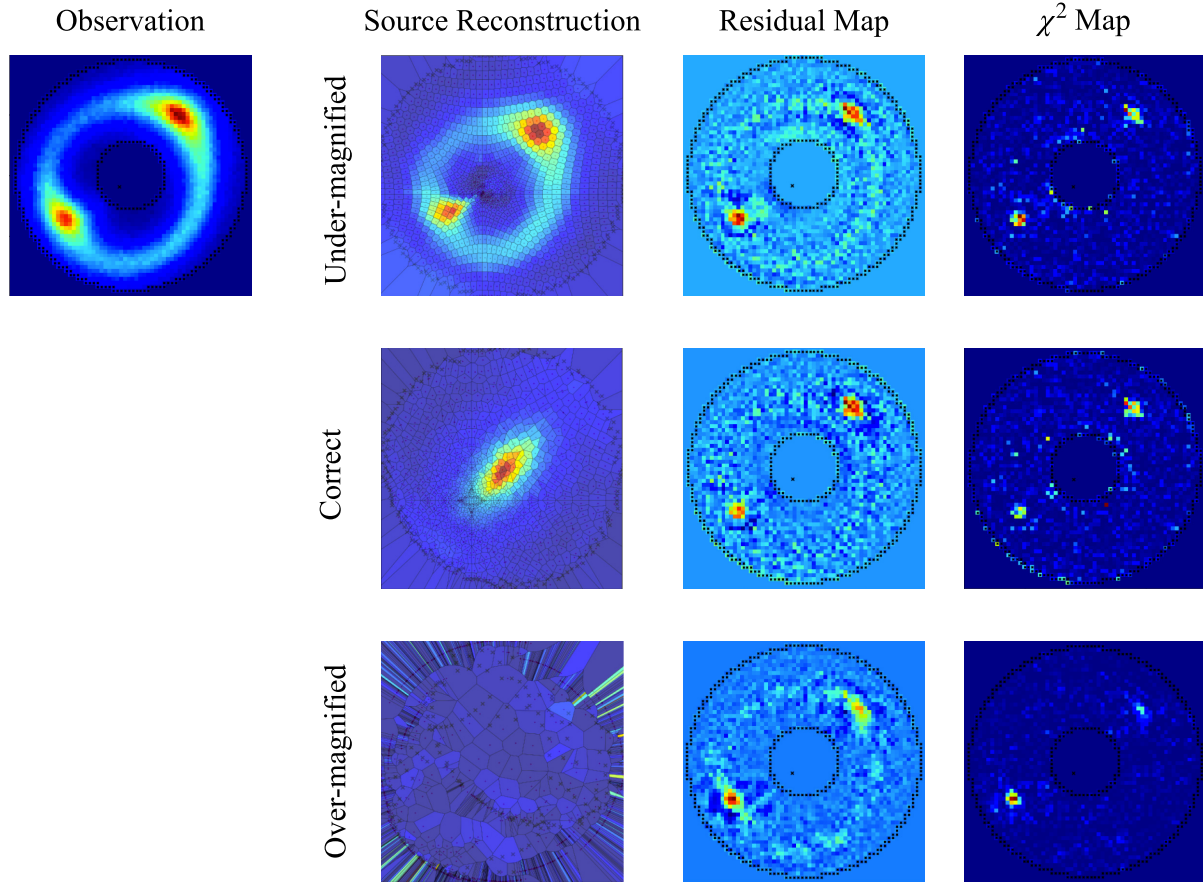 Observation
Source Reconstruction
Residual Map
χ² Map
Under-magnified
Correct
Over-magnified